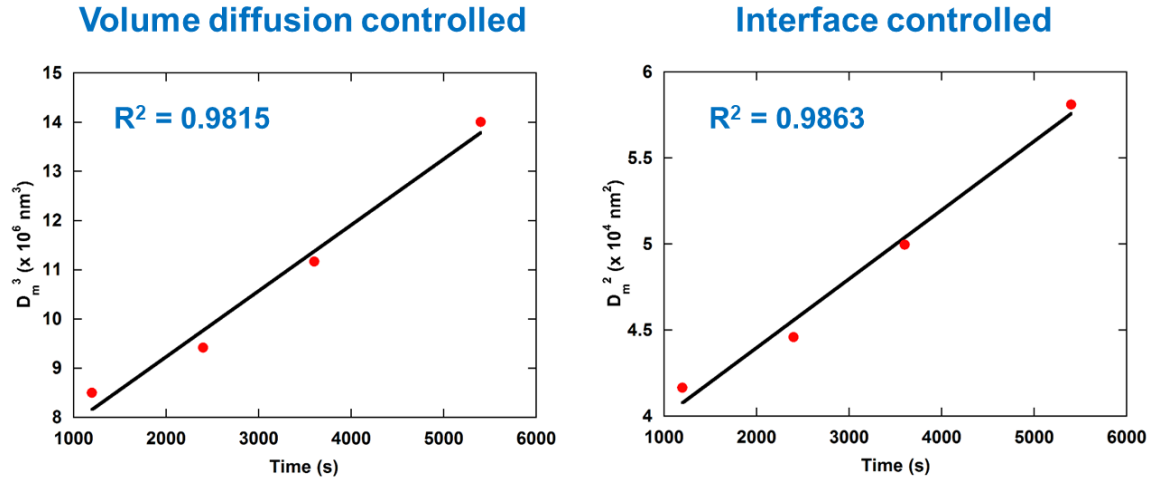 Volume diffusion controlled
R² = 0.9815
D_m³ (x 10⁶ nm³)
15
14
13
12
11
10
9
8
1000 2000 3000 4000 5000 6000
Time (s)
Interface controlled
R² = 0.9863
D_m² (x 10⁴ nm²)
6
5.5
5
4.5
4
1000 2000 3000 4000 5000 6000
Time (s)